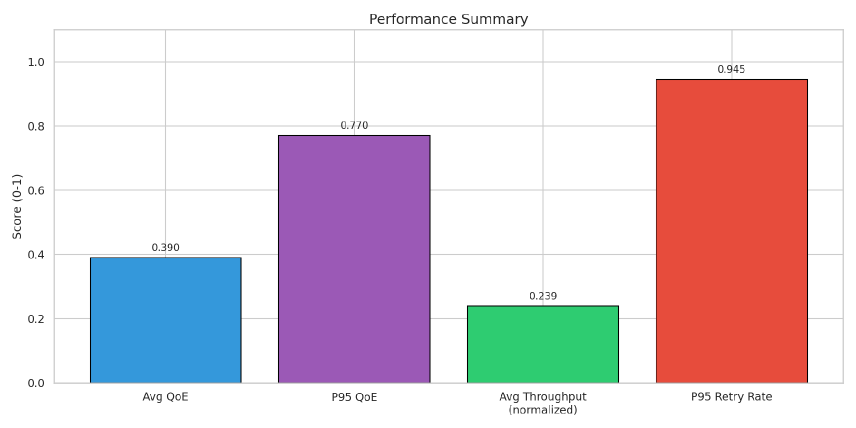 Performance Summary
Score (0-1)
1.0
0.8
0.6
0.4
0.2
0.0
0.390
0.770
0.239
0.945
Avg QoE
P95 QoE
Avg Throughput
(normalized)
P95 Retry Rate